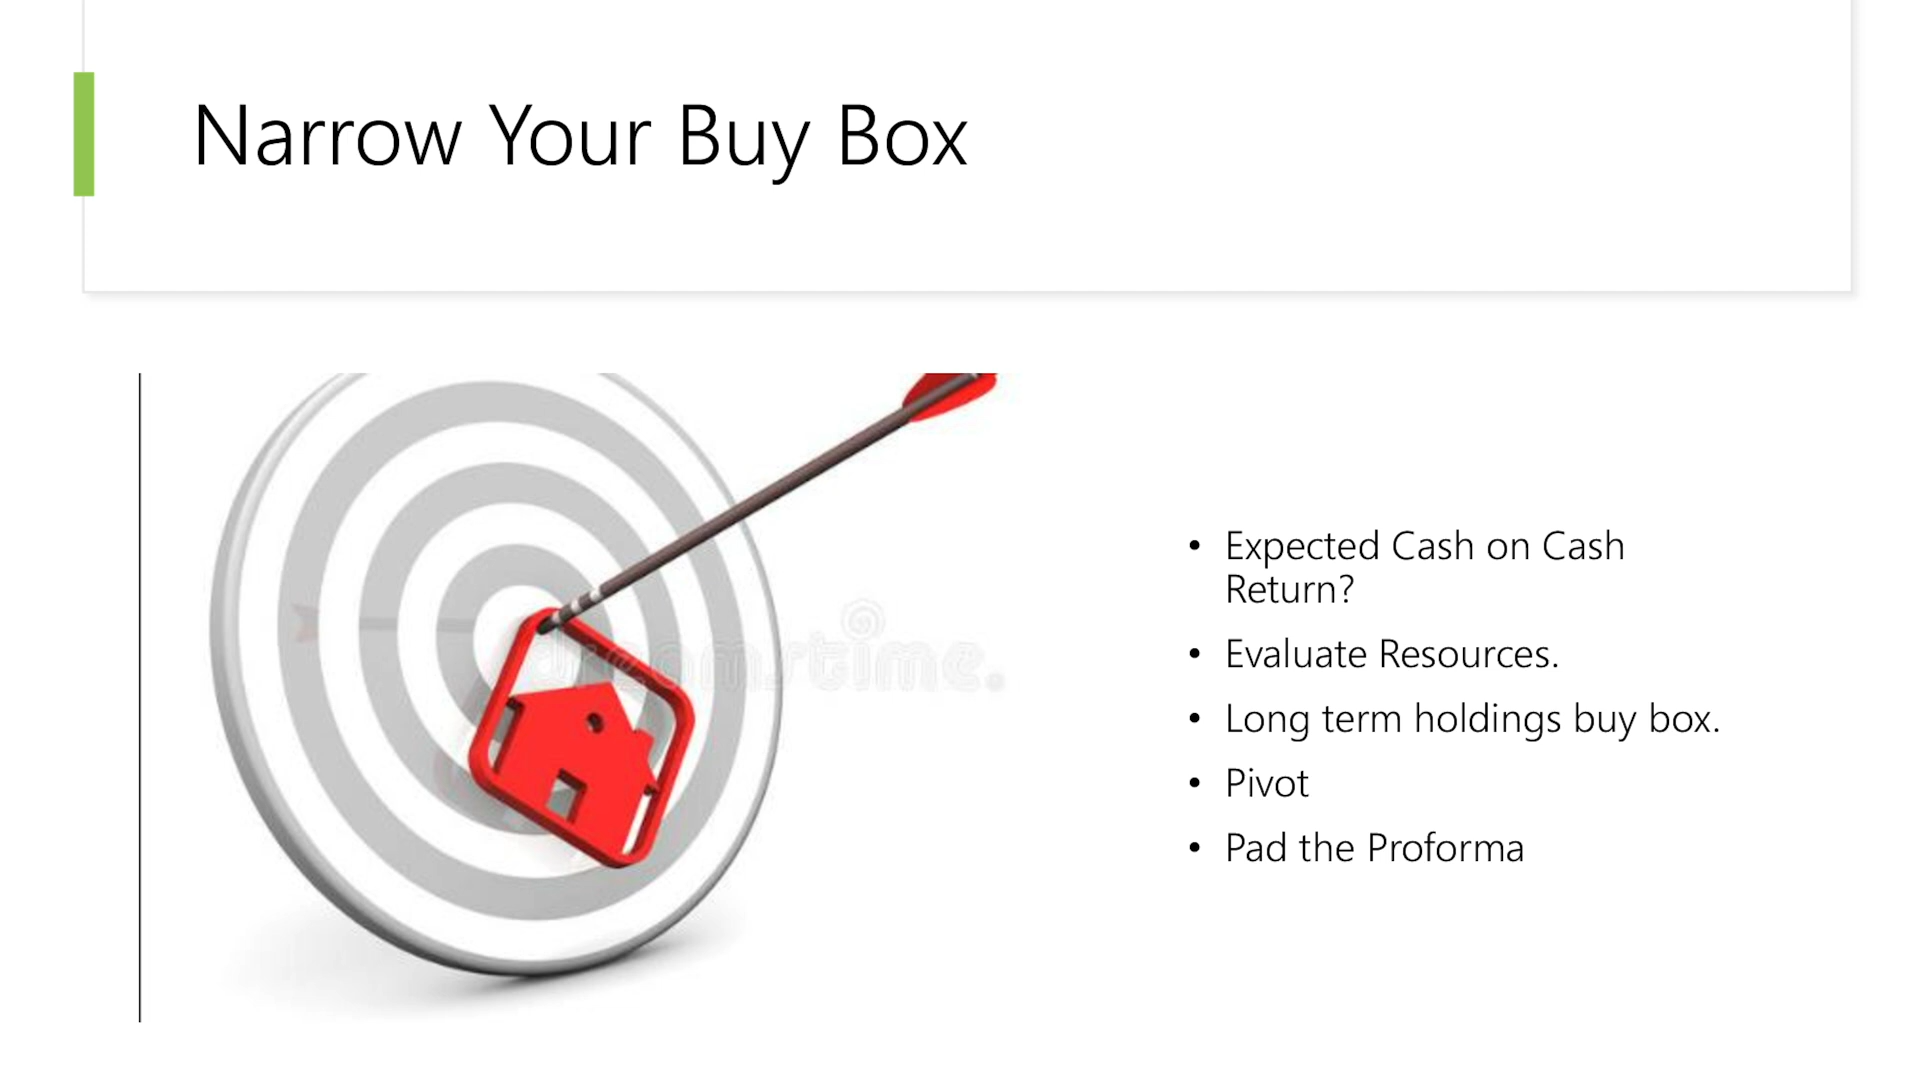 Narrow Your Buy Box
dreamstime.
• Expected Cash on Cash
Return?
• Evaluate Resources.
• Long term holdings buy box.
• Pivot
• Pad the Proforma